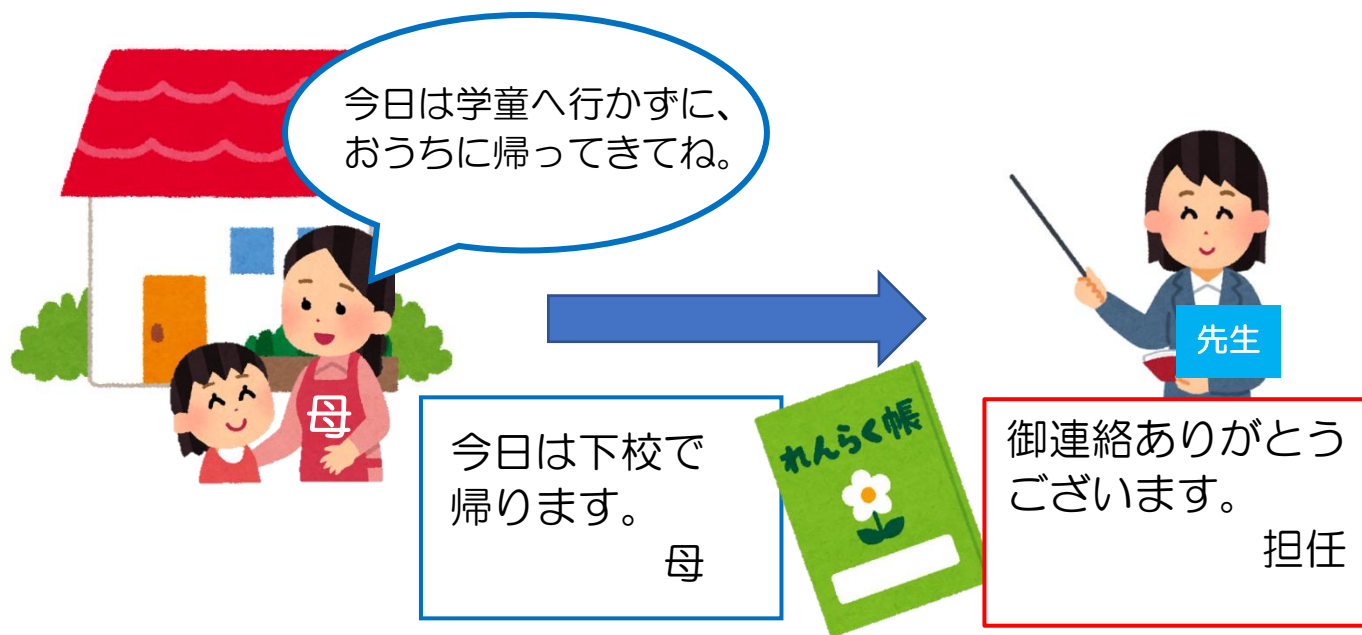 今日は学童へ行かずに、
おうちに帰ってきてね。
母
先生
今日は下校で
帰ります。
母
れんらく帳
御連絡ありがとう
ございます。
担任